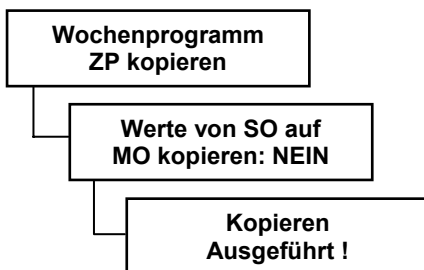 Wochenprogramm
ZP kopieren
Werte von SO auf
MO kopieren: NEIN
Kopieren
Ausgeführt !